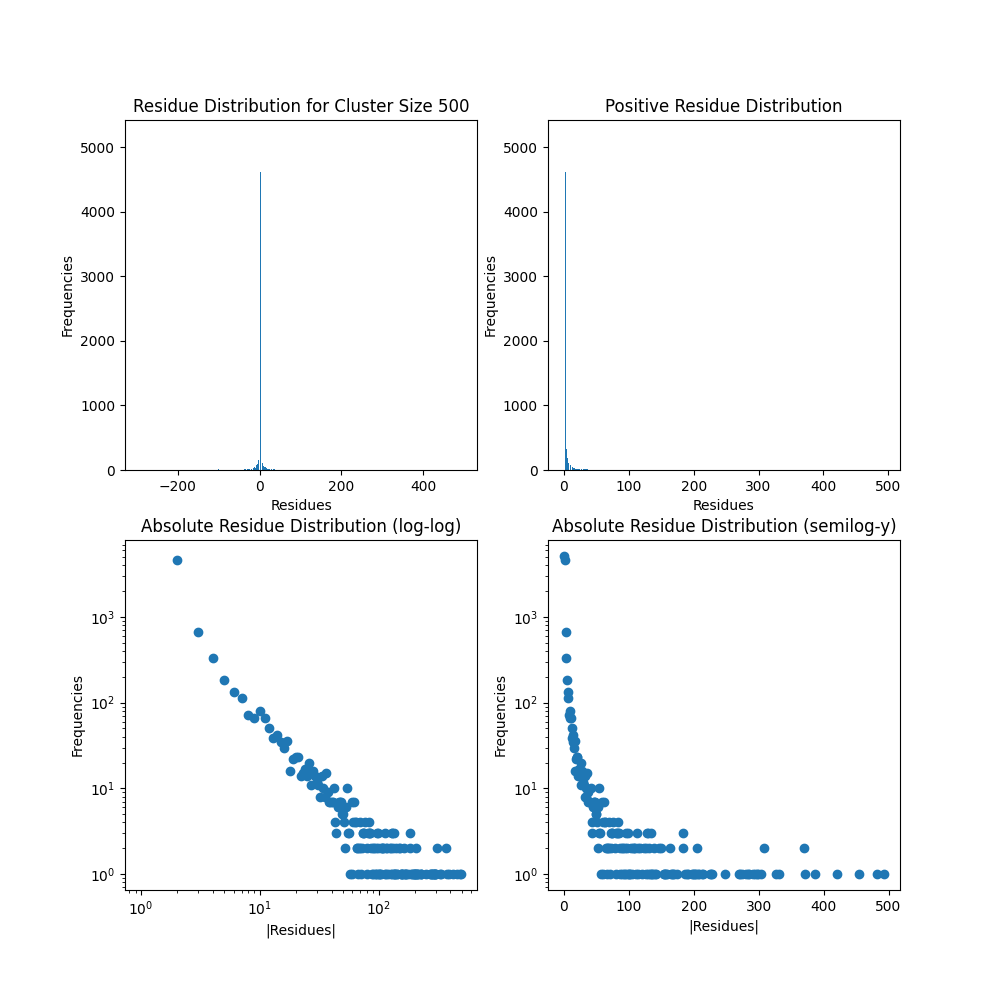 Residue Distribution for Cluster Size 500
5000
4000
3000
2000
1000
0
Frequencies
−200 0 200 400
Residues
Positive Residue Distribution
5000
4000
3000
2000
1000
0
Frequencies
0 100 200 300 400 500
Residues
Absolute Residue Distribution (log-log)
10³
10²
10¹
10⁰
Frequencies
10⁰ 10¹ 10²
|Residues|
Absolute Residue Distribution (semilog-y)
10³
10²
10¹
10⁰
Frequencies
0 100 200 300 400 500
|Residues|